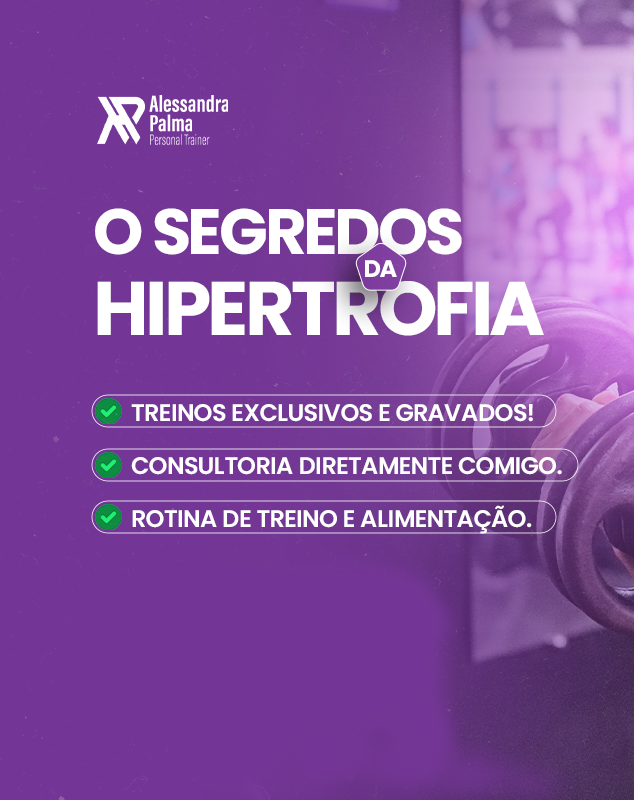 Alessandra
Palma
Personal Trainer
O SEGREDOS
DA
HIPERTROFIA
TREINOS EXCLUSIVOS E GRAVADOS!
CONSULTORIA DIRETAMENTE COMIGO.
ROTINA DE TREINO E ALIMENTAÇÃO.